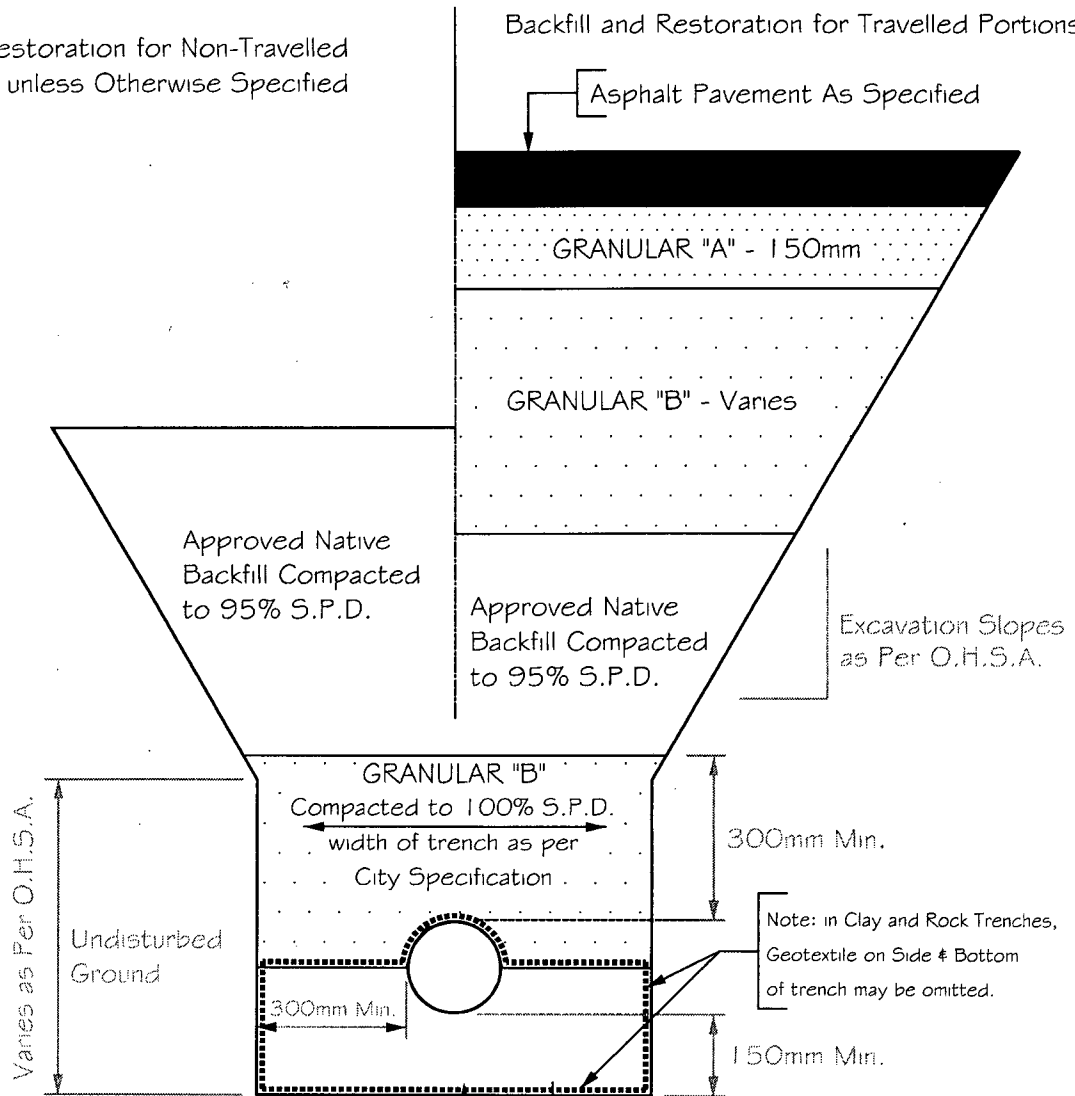 Restoration for Non-Travelled
unless Otherwise Specified
Backfill and Restoration for Travelled Portions
Asphalt Pavement As Specified
GRANULAR "A" - 150mm
GRANULAR "B" - Varies
Approved Native
Backfill Compacted
to 95% S.P.D.
Approved Native
Backfill Compacted
to 95% S.P.D.
Excavation Slopes
as Per O.H.S.A.
GRANULAR "B"
Compacted to 100% S.P.D.
width of trench as per
City Specification
300mm Min.
Varies as Per O.H.S.A.
Undisturbed
Ground
Note: in Clay and Rock Trenches,
Geotextile on Side & Bottom
of trench may be omitted.
300mm Min.
150mm Min.